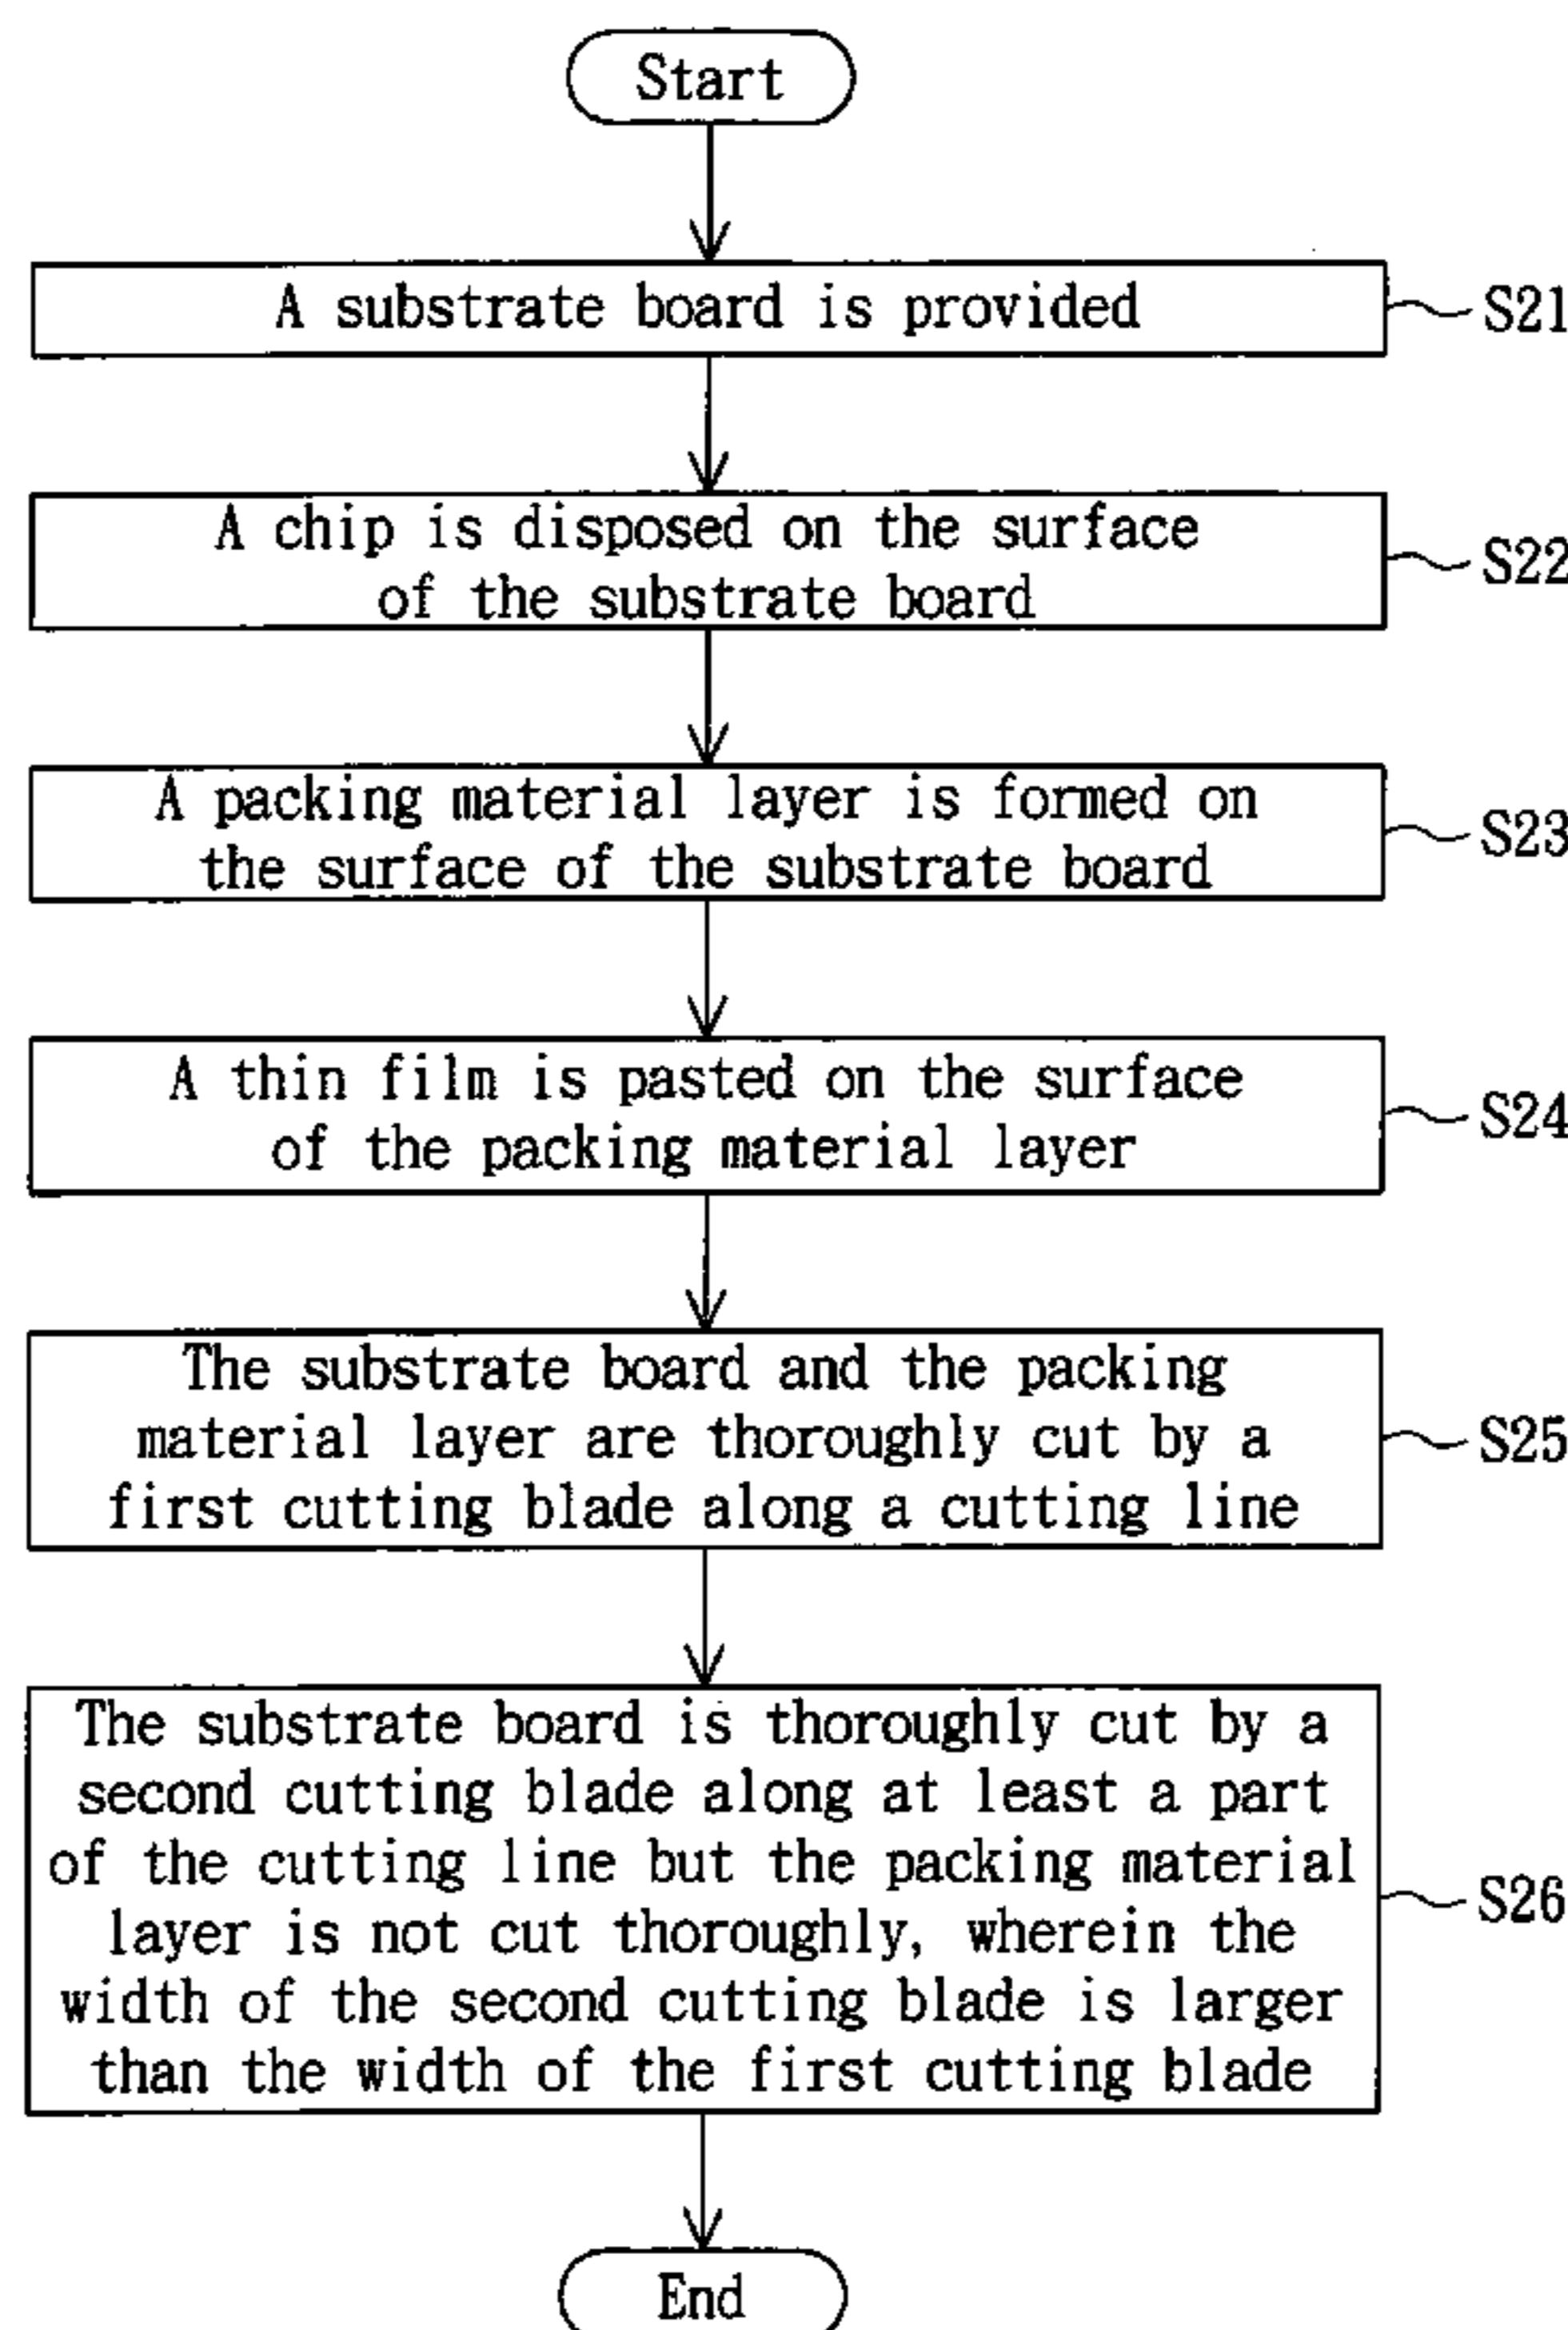 Start
A substrate board is provided
S21
A chip is disposed on the surface
of the substrate board
S22
A packing material layer is formed on
the surface of the substrate board
S23
A thin film is pasted on the surface
of the packing material layer
S24
The substrate board and the packing
material layer are thoroughly cut by a
first cutting blade along a cutting line
S25
The substrate board is thoroughly cut by a
second cutting blade along at least a part
of the cutting line but the packing material
layer is not cut thoroughly, wherein the
width of the second cutting blade is larger
than the width of the first cutting blade
S26
End